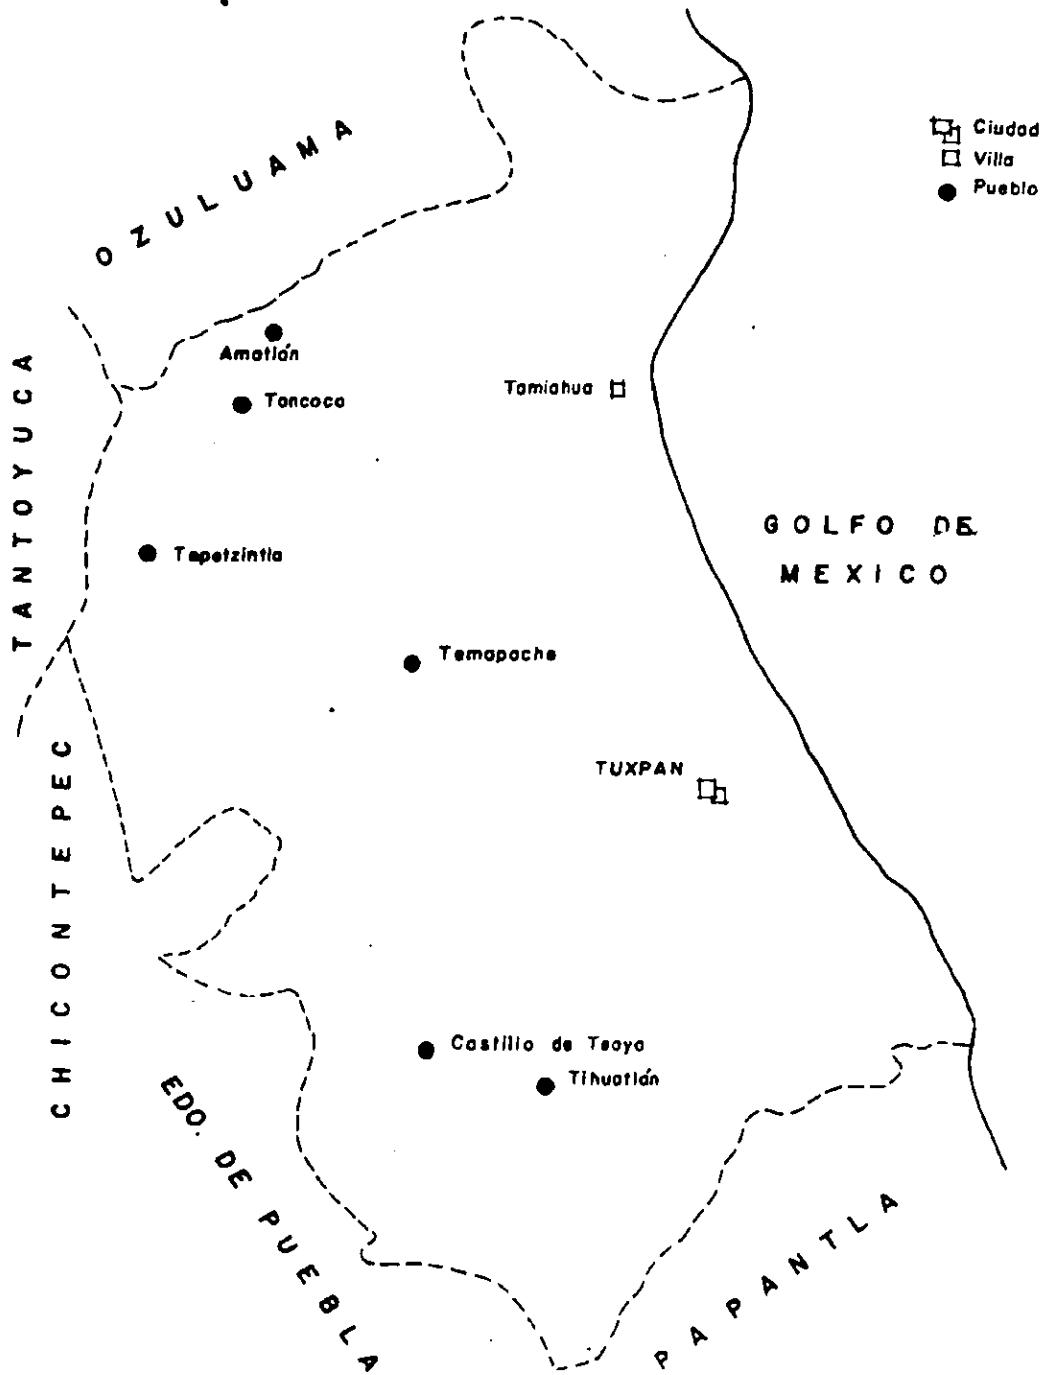 Ciudad
Villa
Pueblo
OZULUAMA
Amatlán
Tancoco
Tamiahua
TANTOYUCA
GOLFO DE
MEXICO
Tepetzintla
Temapache
TUXPAN
CHICONTEPEC
Castillo de Teayo
Tihuatlán
EDO. DE PUEBLA
PAPANTLA